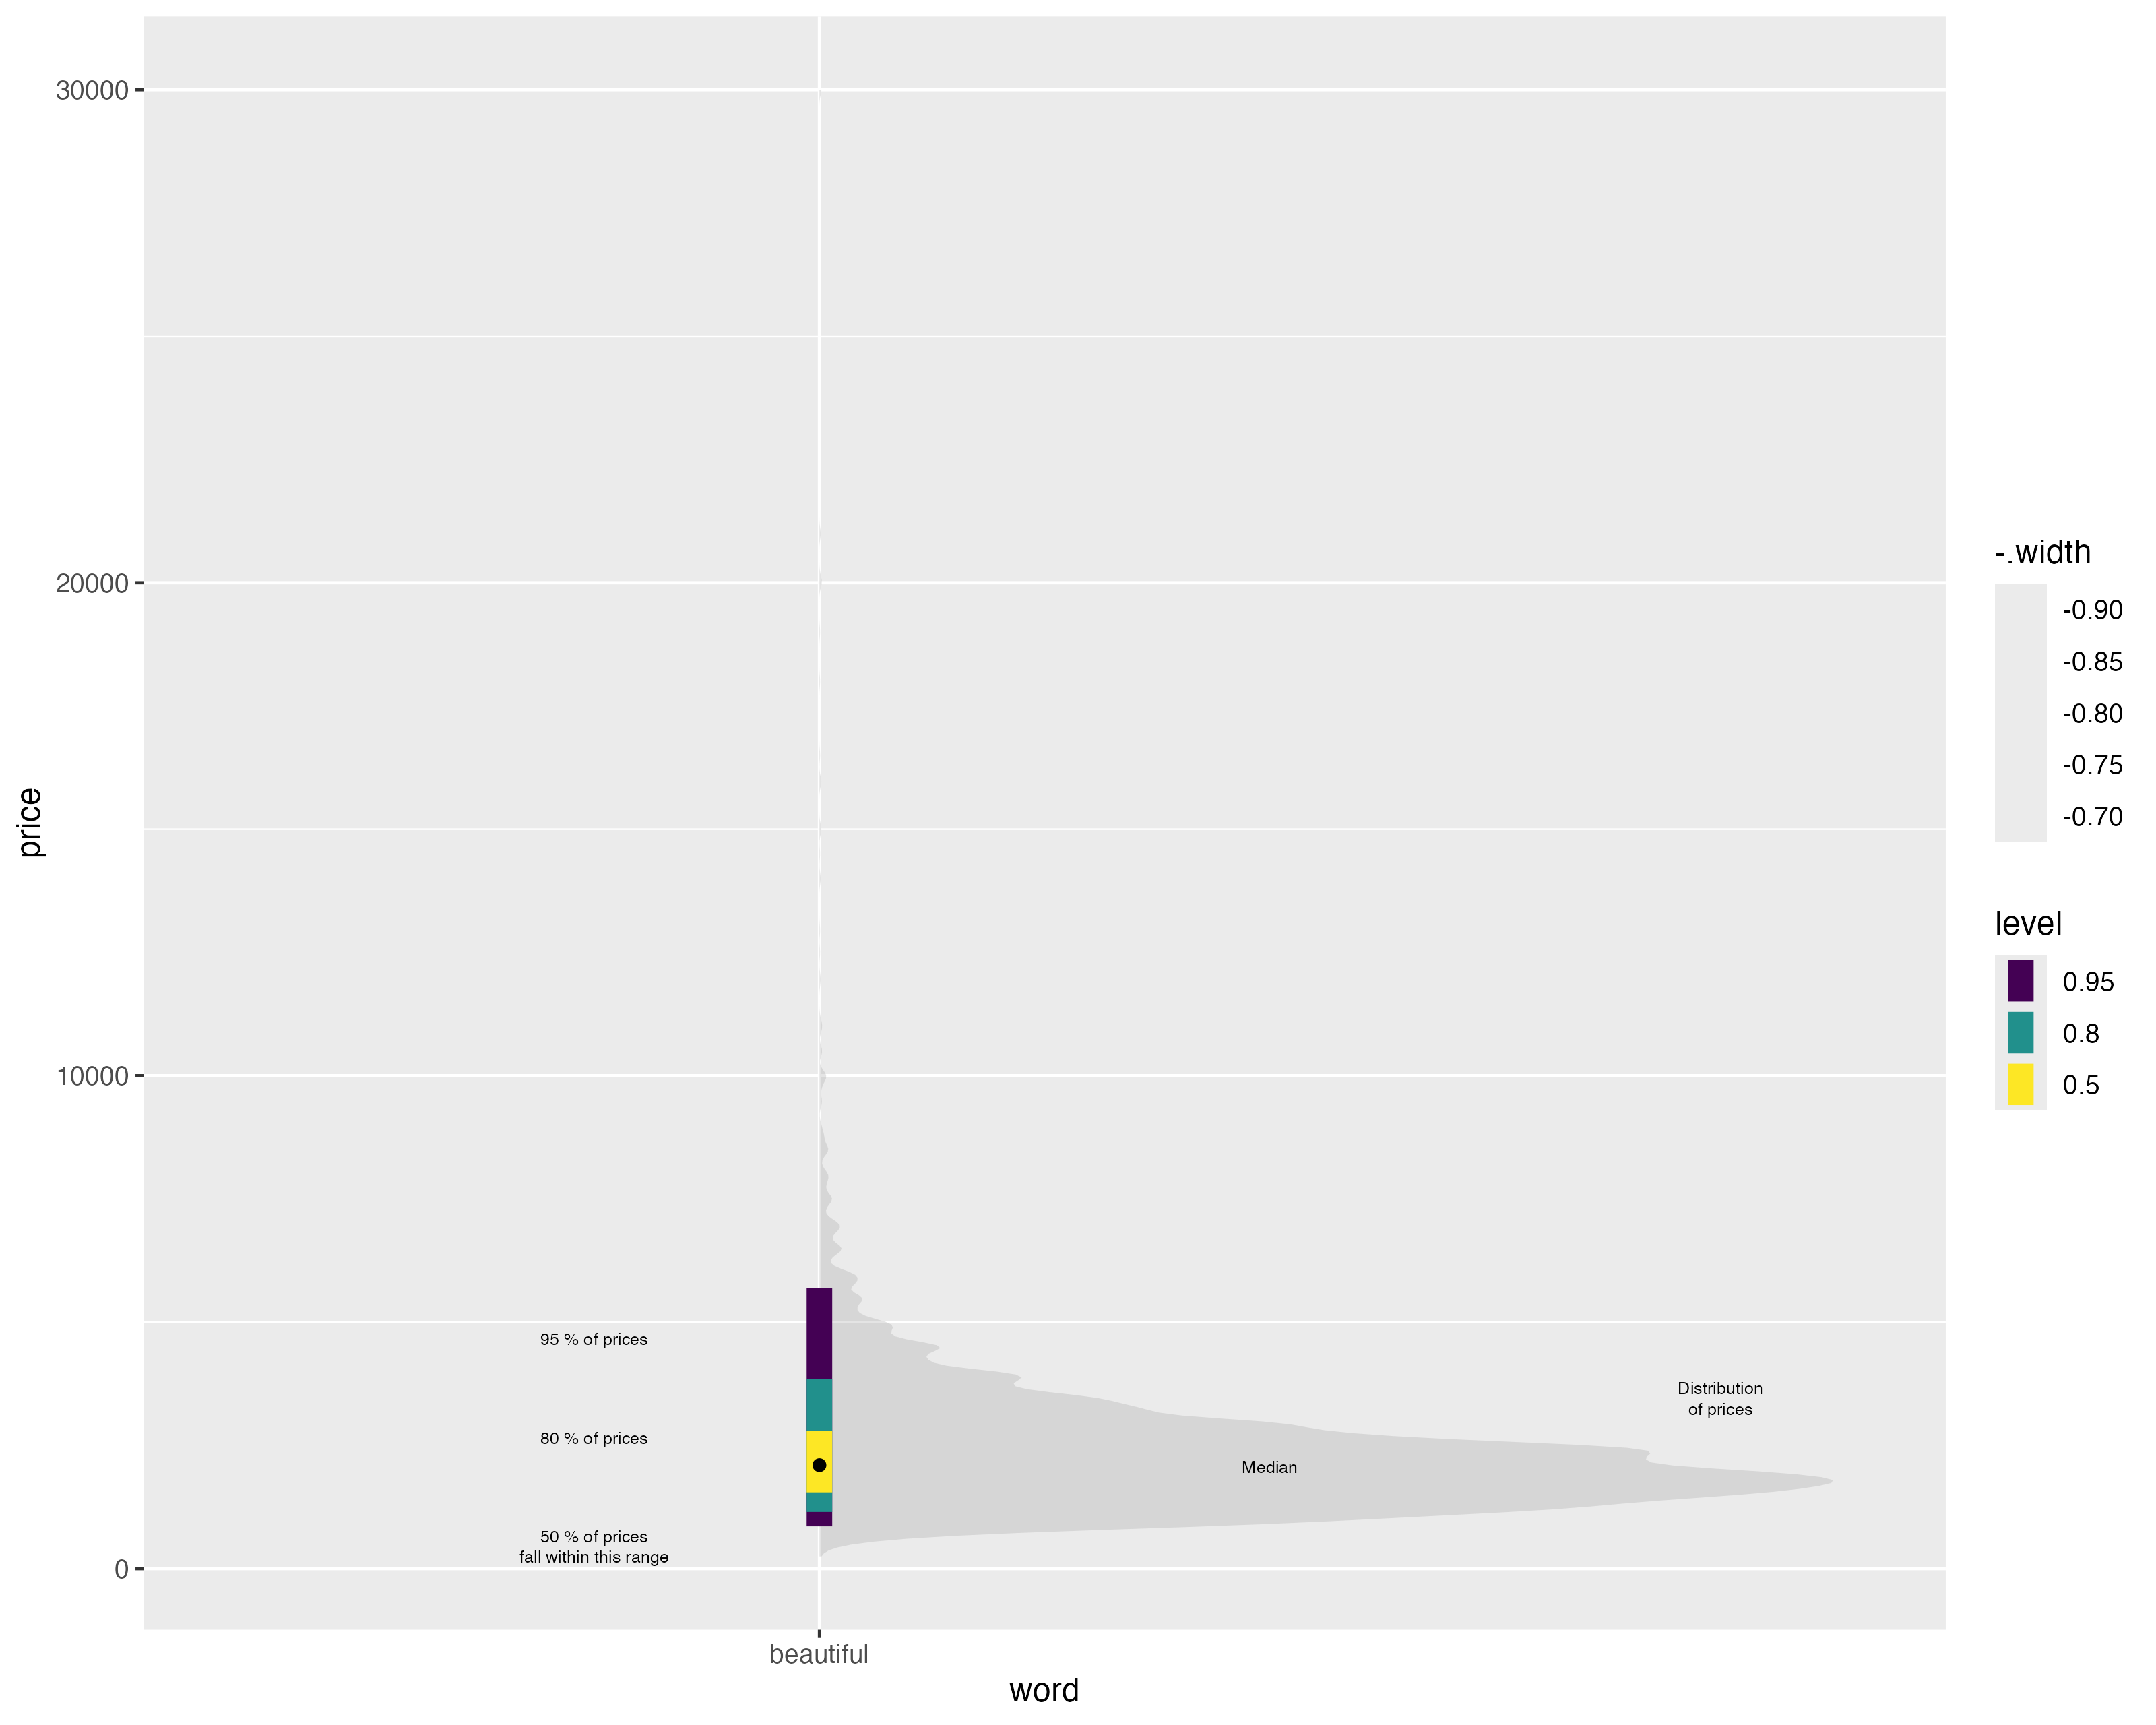 30000
20000
10000
0
price
95 % of prices
80 % of prices
50 % of prices
fall within this range
Median
Distribution
of prices
beautiful
word
-.width
-0.90
-0.85
-0.80
-0.75
-0.70
level
0.95
0.8
0.5